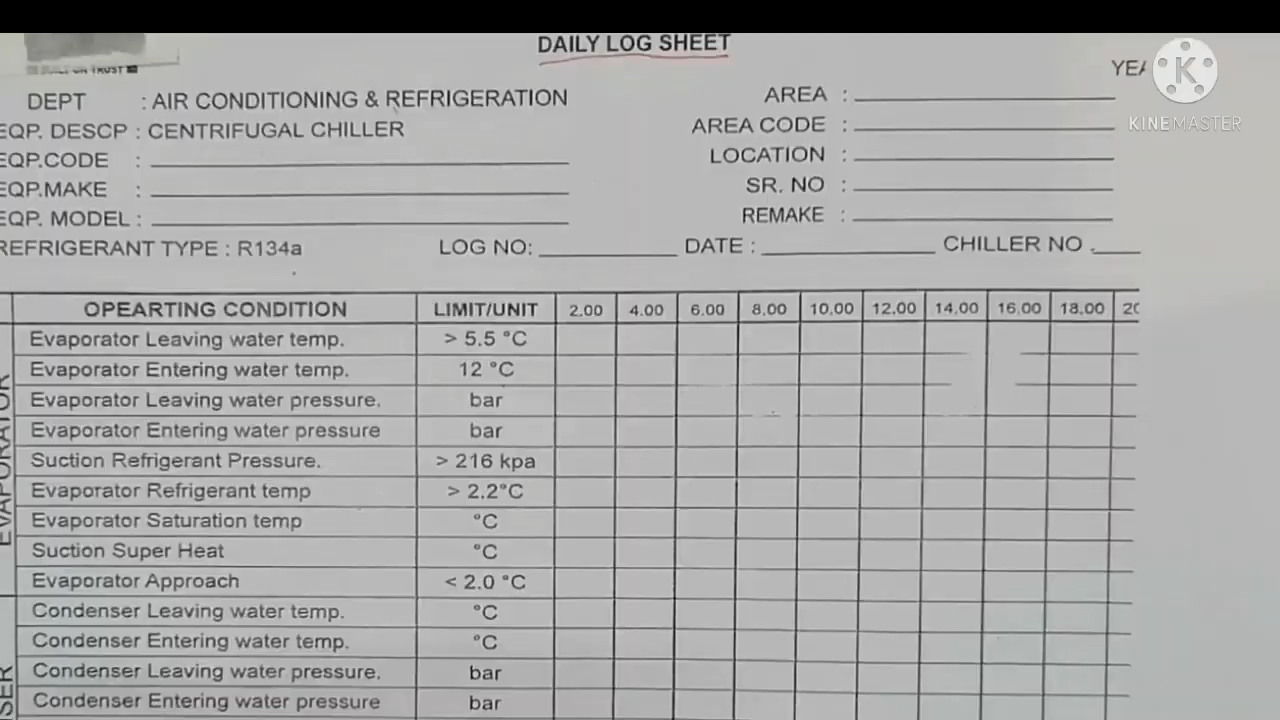 DAILY LOG SHEET
YEA
KINEMASTER
DEPT : AIR CONDITIONING & REFRIGERATION
AREA :
EQP. DESCP : CENTRIFUGAL CHILLER
AREA CODE :
EQP.CODE :
LOCATION :
EQP.MAKE :
SR. NO :
EQP. MODEL :
REMAKE :
REFRIGERANT TYPE : R134a LOG NO: DATE : CHILLER NO .
OPEARTING CONDITION LIMIT/UNIT 2,00 4.00 6.00 8,00 10,00 12,00 14,00 16,00 18,00 20
EVAPORATOR
Evaporator Leaving water temp. > 5.5 °C
Evaporator Entering water temp. 12 °C
Evaporator Leaving water pressure. bar
Evaporator Entering water pressure bar
Suction Refrigerant Pressure. > 216 kpa
Evaporator Refrigerant temp > 2.2°C
Evaporator Saturation temp °C
Suction Super Heat °C
Evaporator Approach < 2.0 °C
Condenser Leaving water temp. °C
Condenser Entering water temp. °C
Condenser Leaving water pressure. bar
Condenser Entering water pressure bar